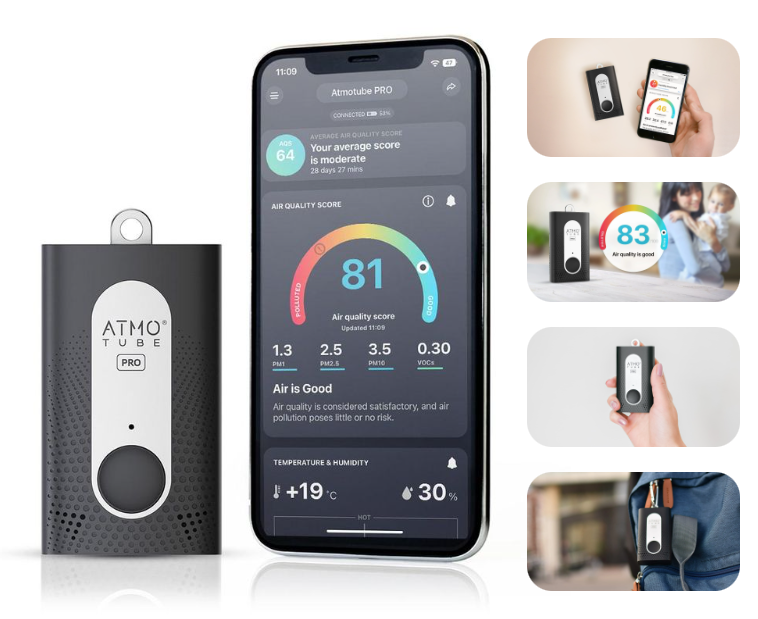 ATMO®
TUBE
PRO
11:09
47
Atmotube PRO
CONNECTED 53%
AQS
64
AVERAGE AIR QUALITY SCORE
Your average score
is moderate
28 days 27 mins
AIR QUALITY SCORE
POLLUTED
81
GOOD
Air quality score
Updated 11:09
1.3 2.5 3.5 0.30
PM1 PM2.5 PM10 VOCs
Air is Good
Air quality is considered satisfactory, and air
pollution poses little or no risk.
TEMPERATURE & HUMIDITY
+19 °C 30 %
HOT
46
83
Air quality is good
ATMO
TUBE